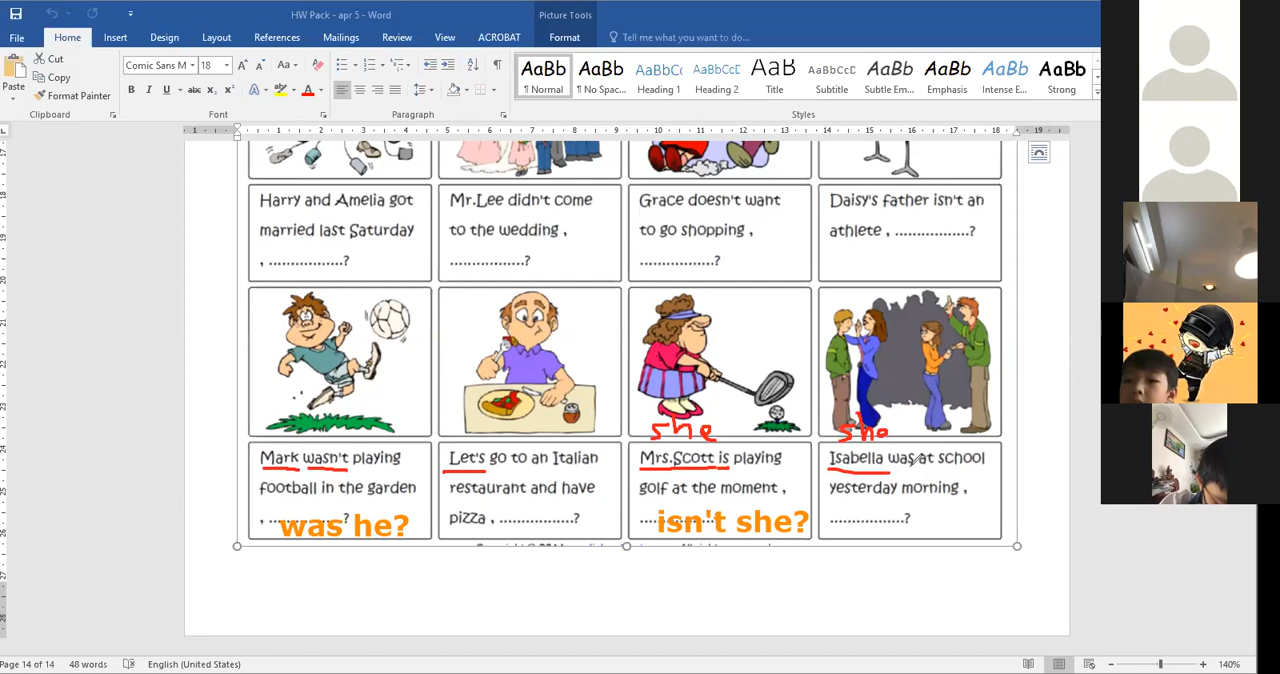 HW Pack - apr 5 - Word
Picture Tools
File
Home
Insert
Design
Layout
References
Mailings
Review
View
ACROBAT
Format
Tell me what you want to do...
Paste
Cut
Copy
Format Painter
Clipboard
Comic Sans M
18
Font
Paragraph
AaBbCcDc
¶ Normal
¶ No Spac...
Heading 1
Heading 2
Title
Subtitle
Subtle Em...
Emphasis
Intense E...
Strong
Styles
Harry and Amelia got
married last Saturday
, ................?
Mr.Lee didn't come
to the wedding ,
................?
Grace doesn't want
to go shopping ,
................?
Daisy's father isn't an
athlete , ................?
she
she
Mark wasn't playing
football in the garden
, ................?
was he?
Let's go to an Italian
restaurant and have
pizza , ................?
Mrs.Scott is playing
golf at the moment ,
................?
isn't she?
Isabella was at school
yesterday morning ,
................?
Page 14 of 14
48 words
English (United States)
140%